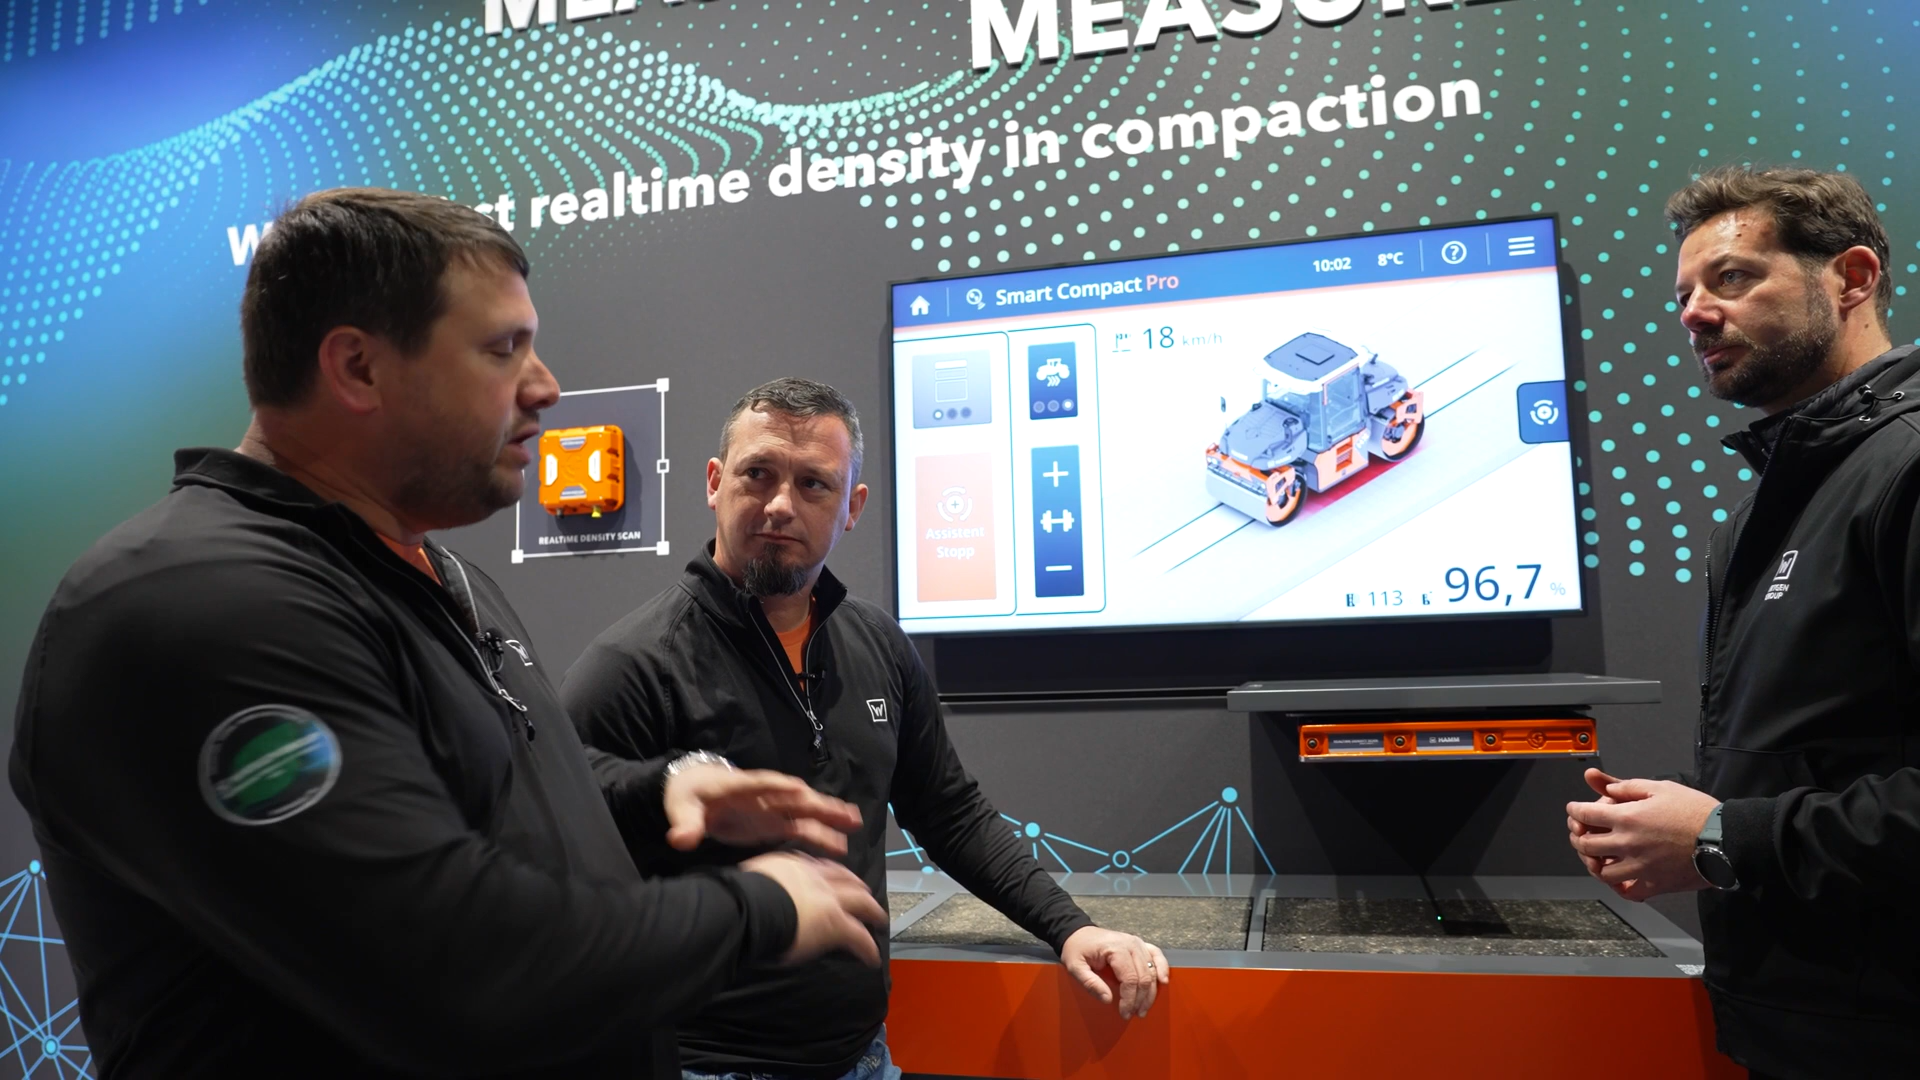 MEASURE
realtime density in compaction
10:02 8°C
Smart Compact Pro
18 km/h
Assistent
Stopp
REALTIME DENSITY SCAN
113 96,7 %
HAMM
GROUP